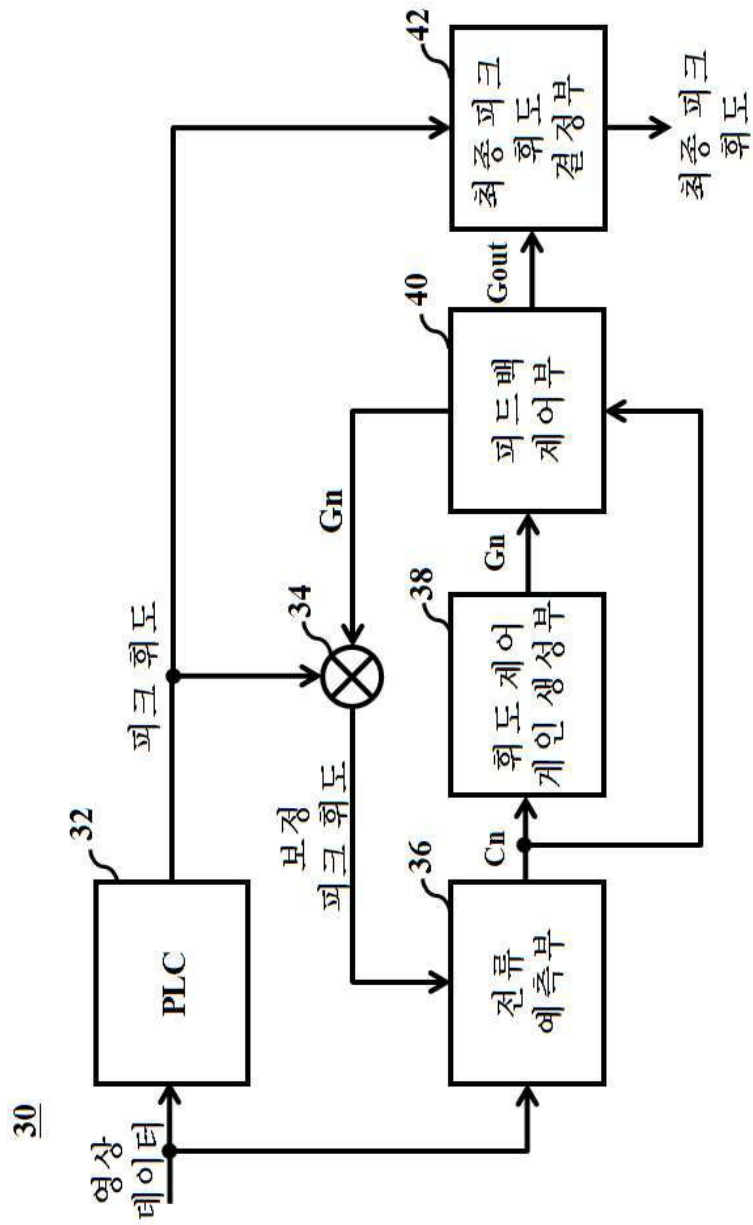 30
영상
데이터
PLC
32
피크 휘도
34
Gn
보정
피크 휘도
전류
예측부
36
Cn
휘도 제어
게인 생성부
38
Gn
피드백
제어부
40
Gout
최종 피크
휘도
결정부
42
최종 피크
휘도